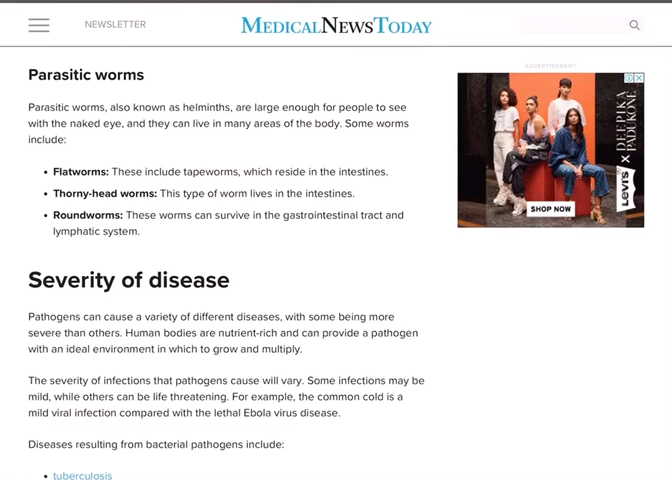 NEWSLETTER
MEDICALNEWSTODAY
ADVERTISEMENT
Parasitic worms
Parasitic worms, also known as helminths, are large enough for people to see
with the naked eye, and they can live in many areas of the body. Some worms
include:
• Flatworms: These include tapeworms, which reside in the intestines.
• Thorny-head worms: This type of worm lives in the intestines.
• Roundworms: These worms can survive in the gastrointestinal tract and
lymphatic system.
Levi's X DEEPIKA
PADUKONE
SHOP NOW
Severity of disease
Pathogens can cause a variety of different diseases, with some being more
severe than others. Human bodies are nutrient-rich and can provide a pathogen
with an ideal environment in which to grow and multiply.
The severity of infections that pathogens cause will vary. Some infections may be
mild, while others can be life threatening. For example, the common cold is a
mild viral infection compared with the lethal Ebola virus disease.
Diseases resulting from bacterial pathogens include:
• tuberculosis